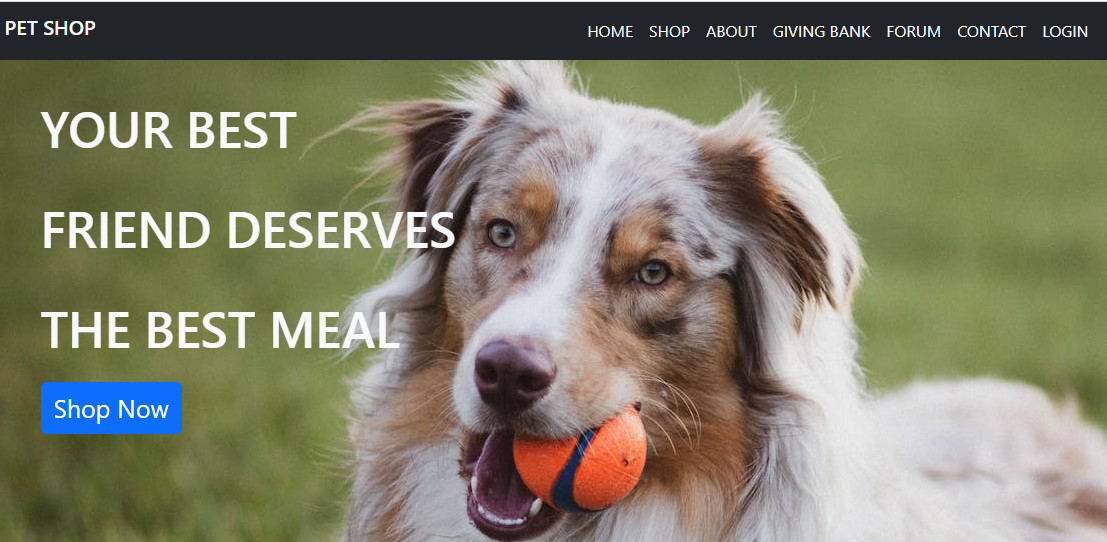 PET SHOP
HOME SHOP ABOUT GIVING BANK FORUM CONTACT LOGIN
YOUR BEST
FRIEND DESERVES
THE BEST MEAL
Shop Now